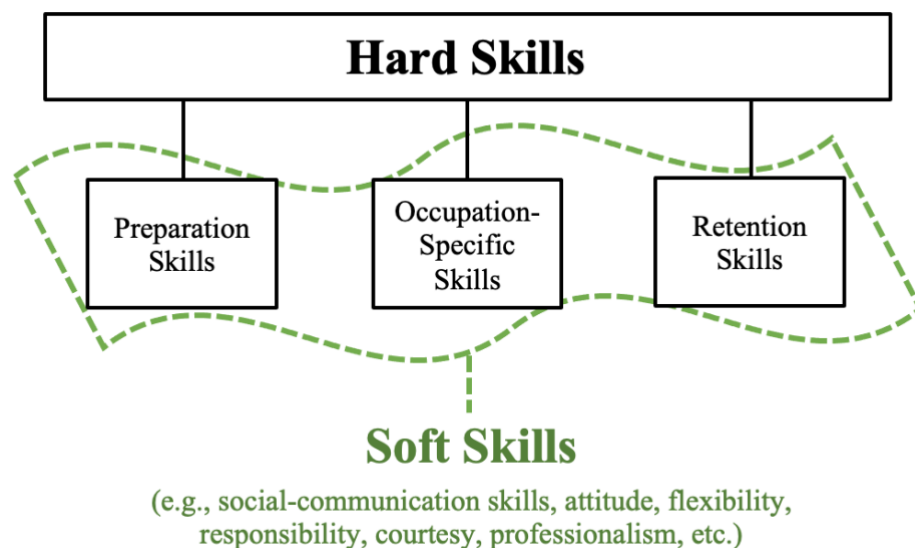 Hard Skills
Preparation
Skills
Occupation-
Specific
Skills
Retention
Skills
Soft Skills
(e.g., social-communication skills, attitude, flexibility,
responsibility, courtesy, professionalism, etc.)